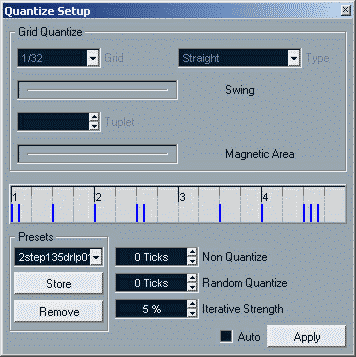 Quantize Setup
Grid Quantize
1/32 Grid Straight Type
Swing
Tuplet
Magnetic Area
1 2 3 4
Presets
2step135drlp01 0 Ticks Non Quantize
Store 0 Ticks Random Quantize
Remove 5 % Iterative Strength
Auto Apply